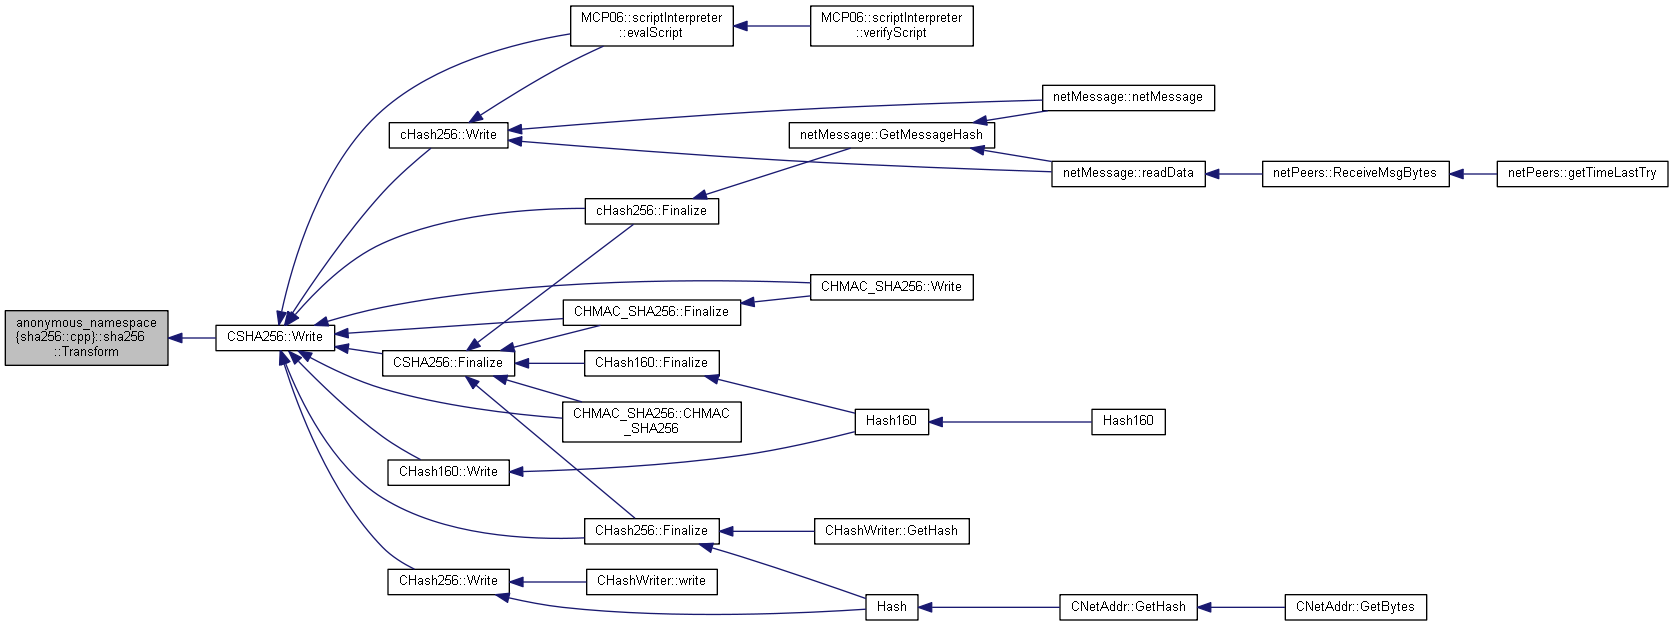 MCP06::scriptInterpreter
::evalScript
MCP06::scriptInterpreter
::verifyScript
netMessage::netMessage
cHash256::Write
netMessage::GetMessageHash
netMessage::readData
netPeers::ReceiveMsgBytes
netPeers::getTimeLastTry
cHash256::Finalize
CHMAC_SHA256::Write
CHMAC_SHA256::Finalize
anonymous_namespace
{sha256::cpp}::sha256
::Transform
CSHA256::Write
CSHA256::Finalize
CHash160::Finalize
CHMAC_SHA256::CHMAC
_SHA256
Hash160
Hash160
CHash160::Write
CHash256::Finalize
CHashWriter::GetHash
CHash256::Write
CHashWriter::write
Hash
CNetAddr::GetHash
CNetAddr::GetBytes